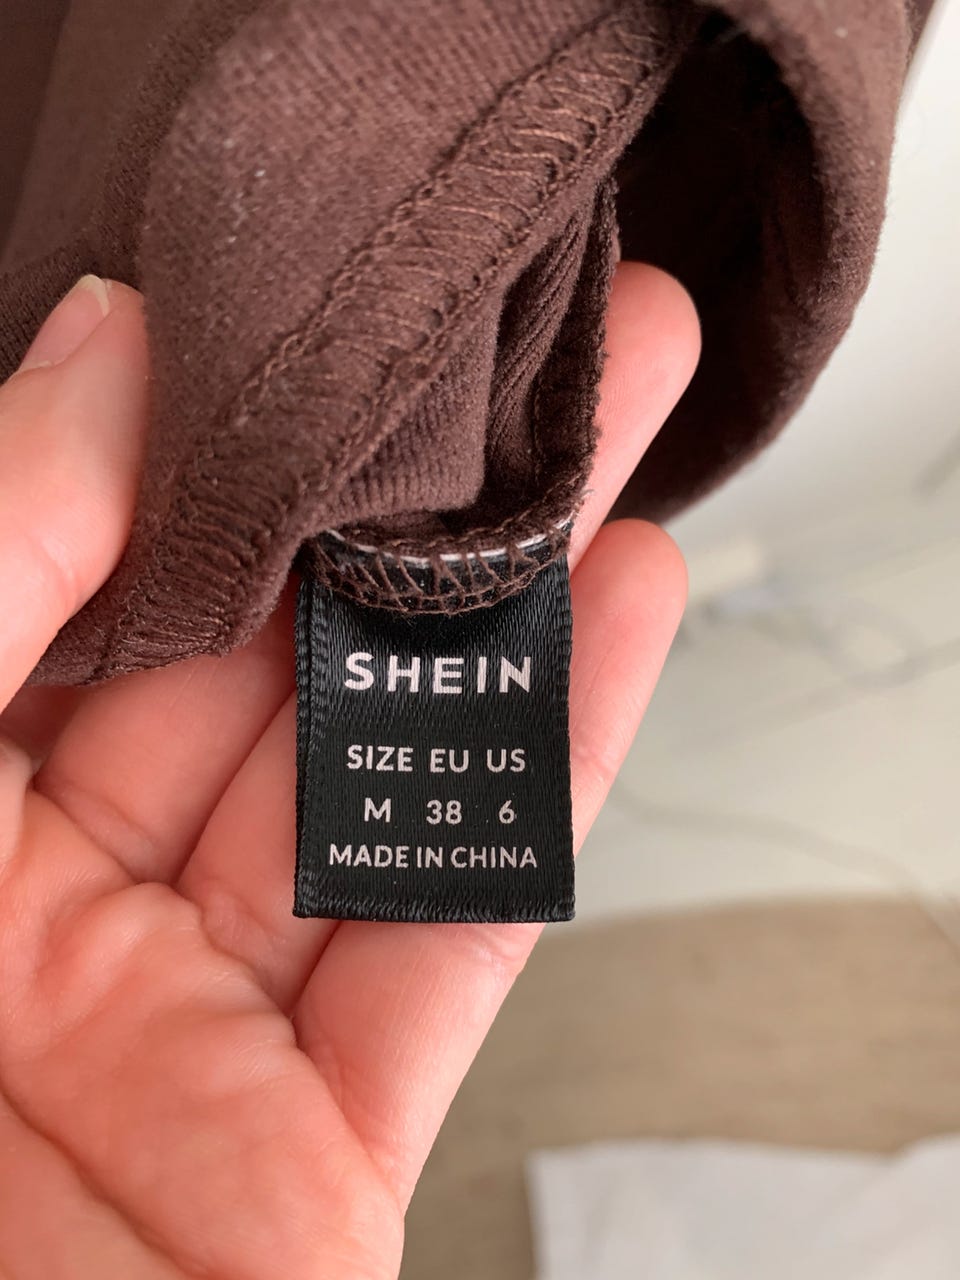 SHEIN
SIZE EU US
M 38 6
MADE IN CHINA